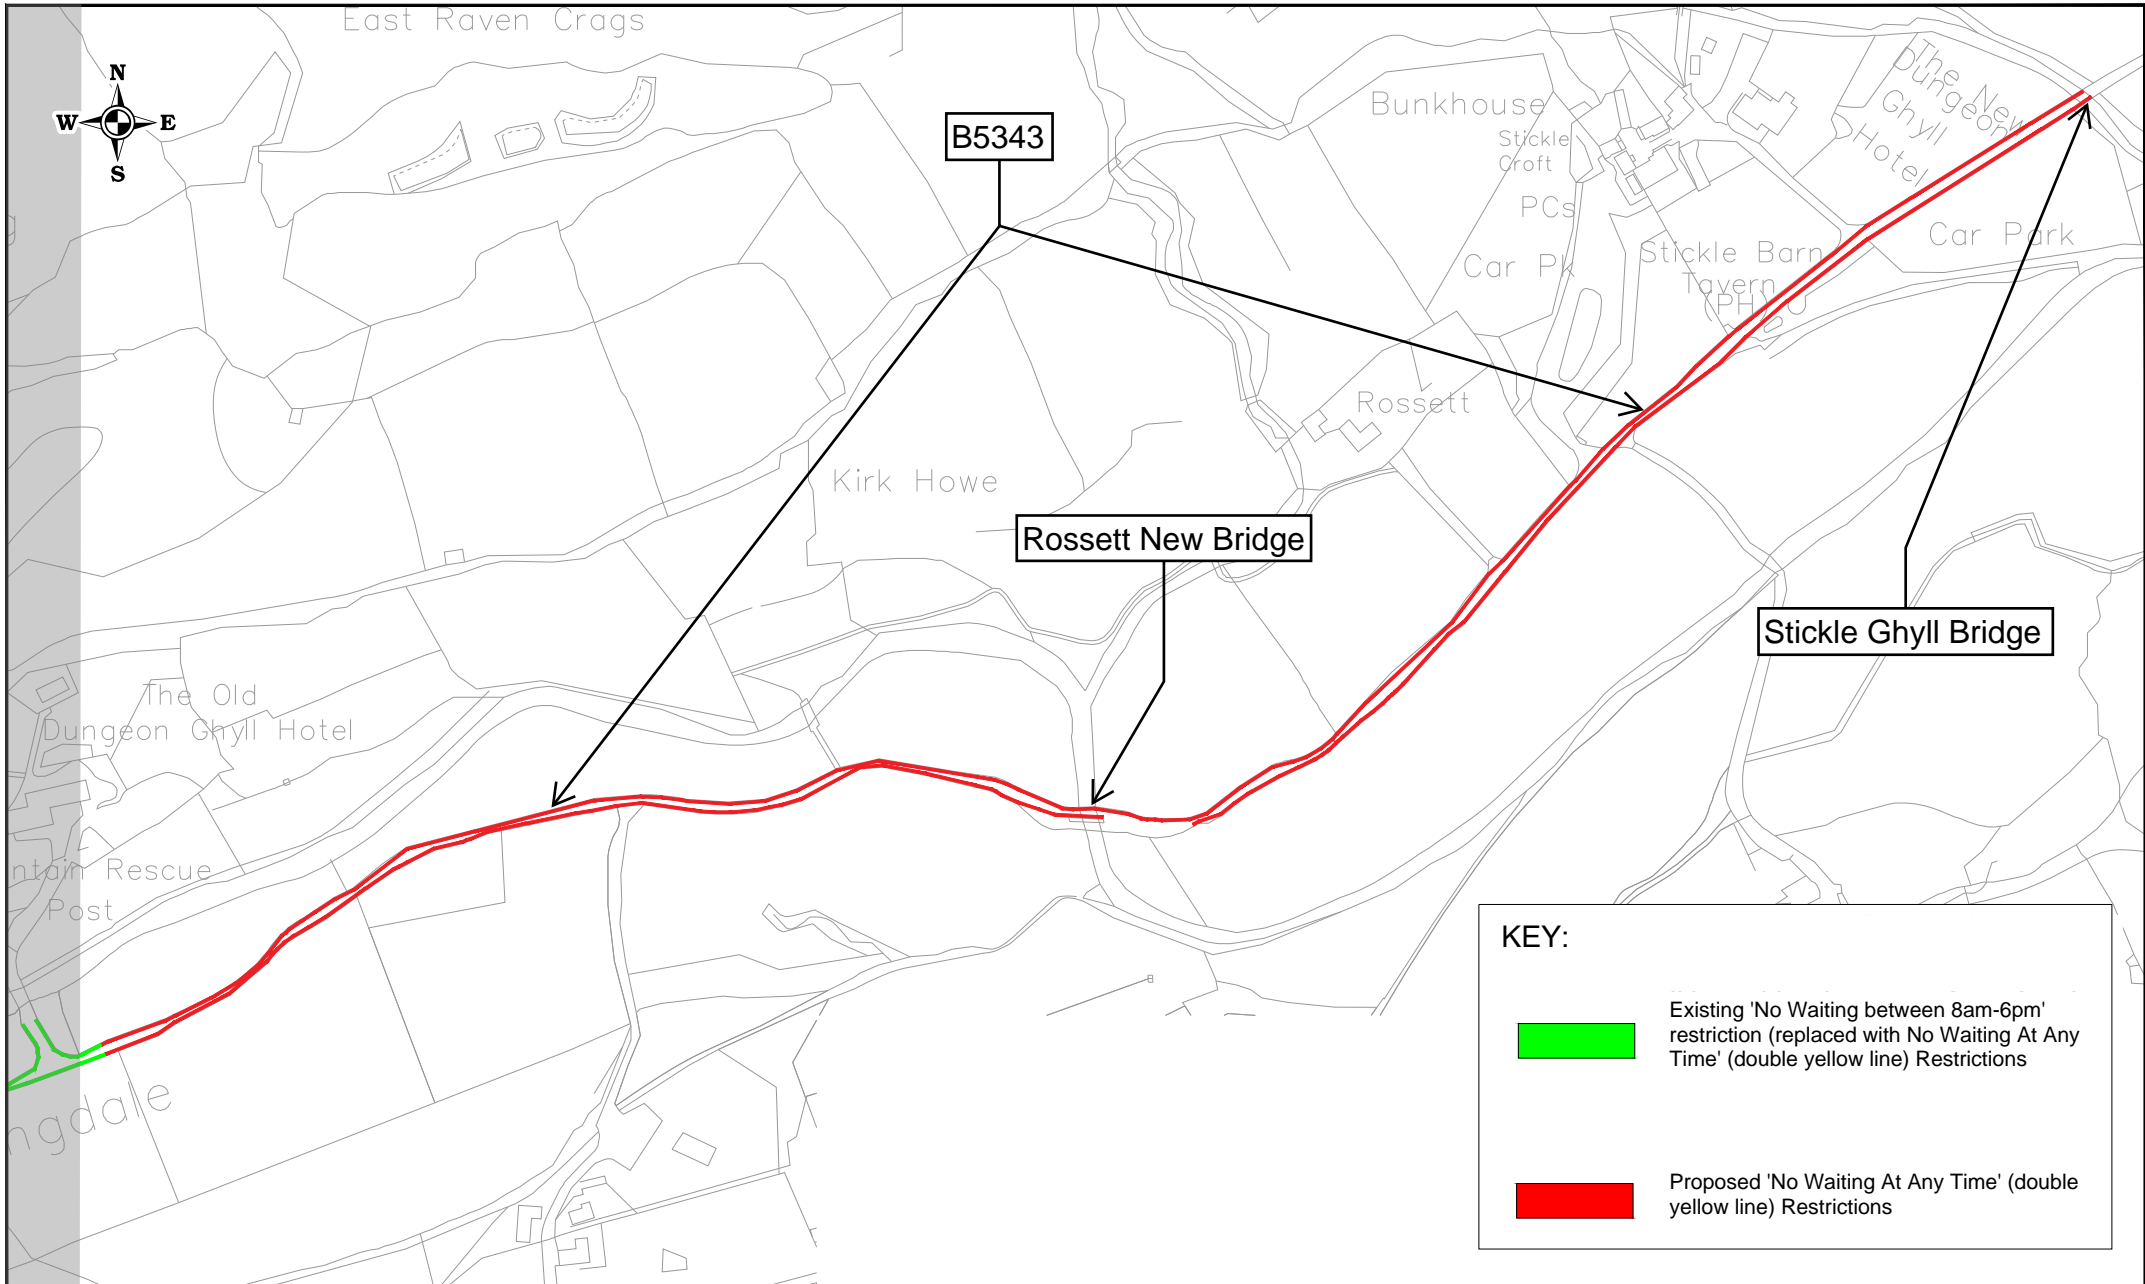 East Raven Crags
N
W
E
S
B5343
Bunkhouse
Stickle
Croft
PCs
Car Pk
The New
Dungeon
Ghyll
Hotel
Car Park
Stickle Barn
Tavern
(PH)
Rossett
Kirk Howe
Rossett New Bridge
Stickle Ghyll Bridge
The Old
Dungeon Ghyll Hotel
ntain Rescue
Post
ngdale
KEY:
Existing 'No Waiting between 8am-6pm'
restriction (replaced with No Waiting At Any
Time' (double yellow line) Restrictions
Proposed 'No Waiting At Any Time' (double
yellow line) Restrictions